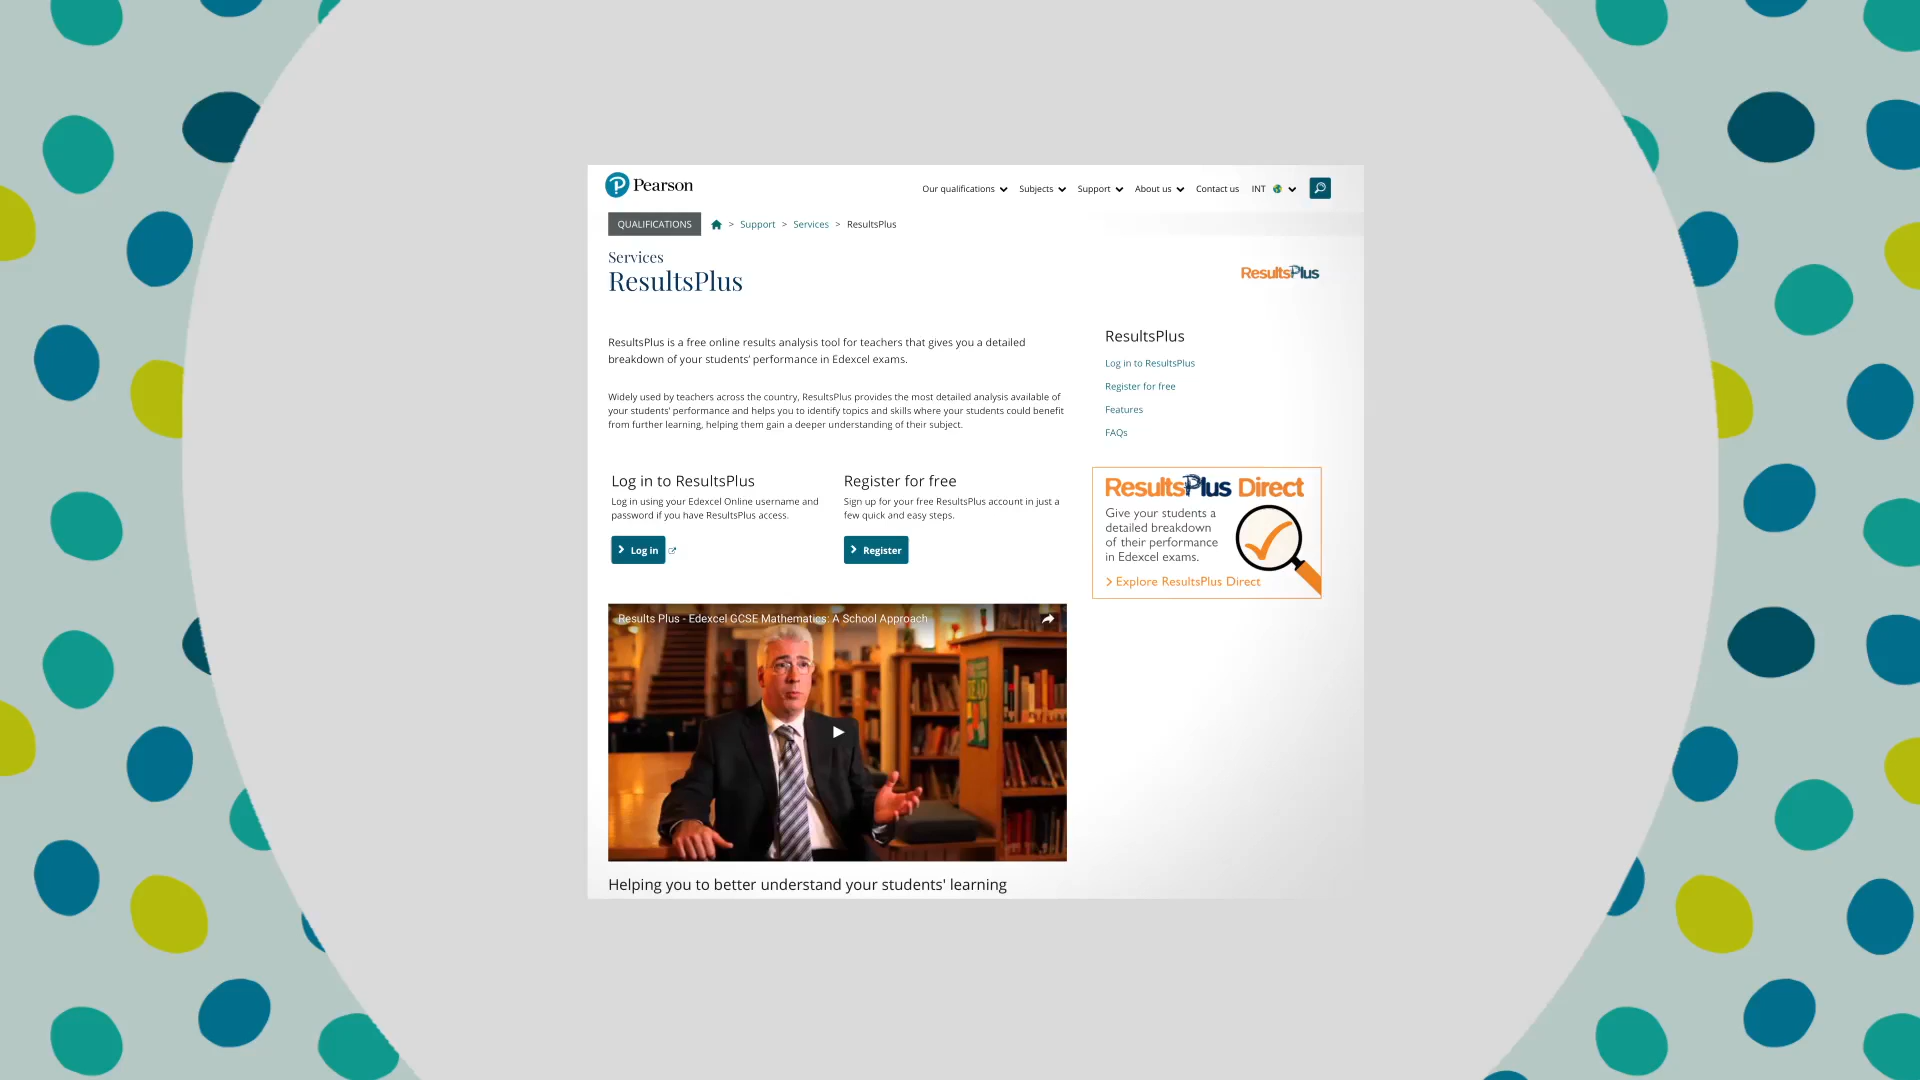 Pearson
Our qualifications
Subjects
Support
About us
Contact us
INT
QUALIFICATIONS
> Support > Services > ResultsPlus
Services
ResultsPlus
ResultsPlus
ResultsPlus is a free online results analysis tool for teachers that gives you a detailed
breakdown of your students' performance in Edexcel exams.
Widely used by teachers across the country, ResultsPlus provides the most detailed analysis available of
your students' performance and helps you to identify topics and skills where your students could benefit
from further learning, helping them gain a deeper understanding of their subject.
Log in to ResultsPlus
Log in using your Edexcel Online username and
password if you have ResultsPlus access.
Log in
Register for free
Sign up for your free ResultsPlus account in just a
few quick and easy steps.
Register
ResultsPlus
Log in to ResultsPlus
Register for free
Features
FAQs
ResultsPlus Direct
Give your students a
detailed breakdown
of their performance
in Edexcel exams.
> Explore ResultsPlus Direct
Results Plus - Edexcel GCSE Mathematics: A School Approach
READ
Helping you to better understand your students' learning